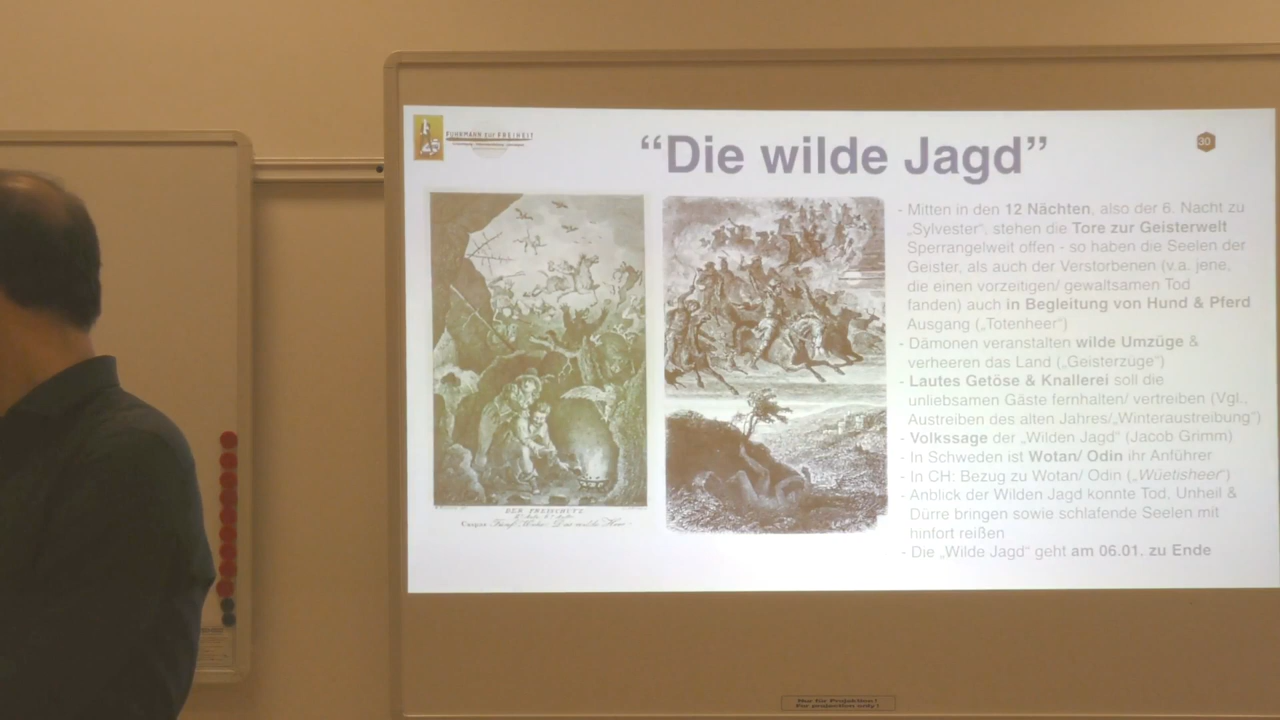 FUHRMANN zur FREIHEIT
“Die wilde Jagd”
30
- Mitten in den 12 Nächten, also der 6. Nacht zu
„Sylvester“, stehen die Tore zur Geisterwelt
Sperrangelweit offen - so haben die Seelen der
Geister, als auch der Verstorbenen (v.a. jene,
die einen vorzeitigen/ gewaltsamen Tod
fanden) auch in Begleitung von Hund & Pferd
Ausgang („Totenheer“)
- Dämonen veranstalten wilde Umzüge &
verheeren das Land („Geisterzüge“)
- Lautes Getöse & Knallerei soll die
unliebsamen Gäste fernhalten/ vertreiben (Vgl.,
Austreiben des alten Jahres/„Winteraustreibung“)
- Volkssage der „Wilden Jagd“ (Jacob Grimm)
- In Schweden ist Wotan/ Odin ihr Anführer
- In CH: Bezug zu Wotan/ Odin („Wüetisheer“)
- Anblick der Wilden Jagd konnte Tod, Unheil &
Dürre bringen sowie schlafende Seelen mit
hinfort reißen
- Die „Wilde Jagd“ geht am 06.01. zu Ende
DER FREISCHÜTZ
Caspar
Nur für Projektion!
For projection only!